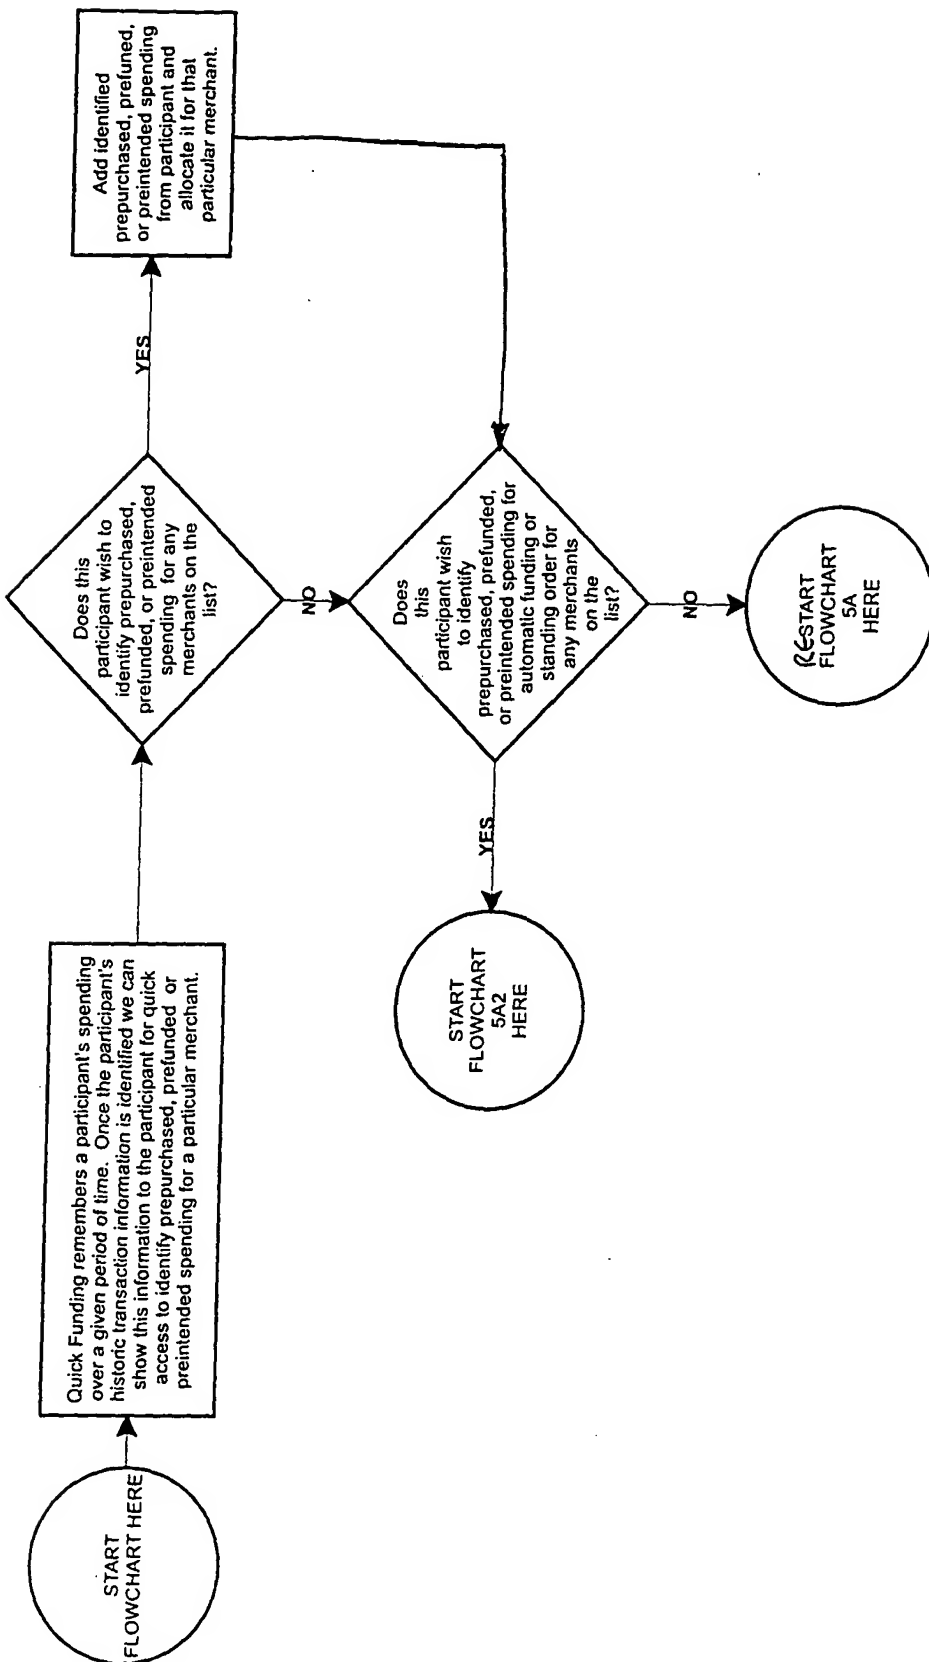 START
FLOWCHART HERE
Quick Funding remembers a participant's spending
over a given period of time. Once the participant's
historic transaction information is identified we can
show this information to the participant for quick
access to identify prepurchased, prefunded or
preintended spending for a particular merchant.
Does this
participant wish to
identify prepurchased,
prefunded, or preintended
spending for any
merchants on the
list?
YES
Add identified
prepurchased, prefuned,
or preintended spending
from participant and
allocate it for that
particular merchant.
NO
Does
this
participant wish
to identify
prepurchased, prefunded,
or preintended spending for
automatic funding or
standing order for
any merchants
on the
list?
YES
START
FLOWCHART
5A2
HERE
NO
RESTART
FLOWCHART
5A
HERE